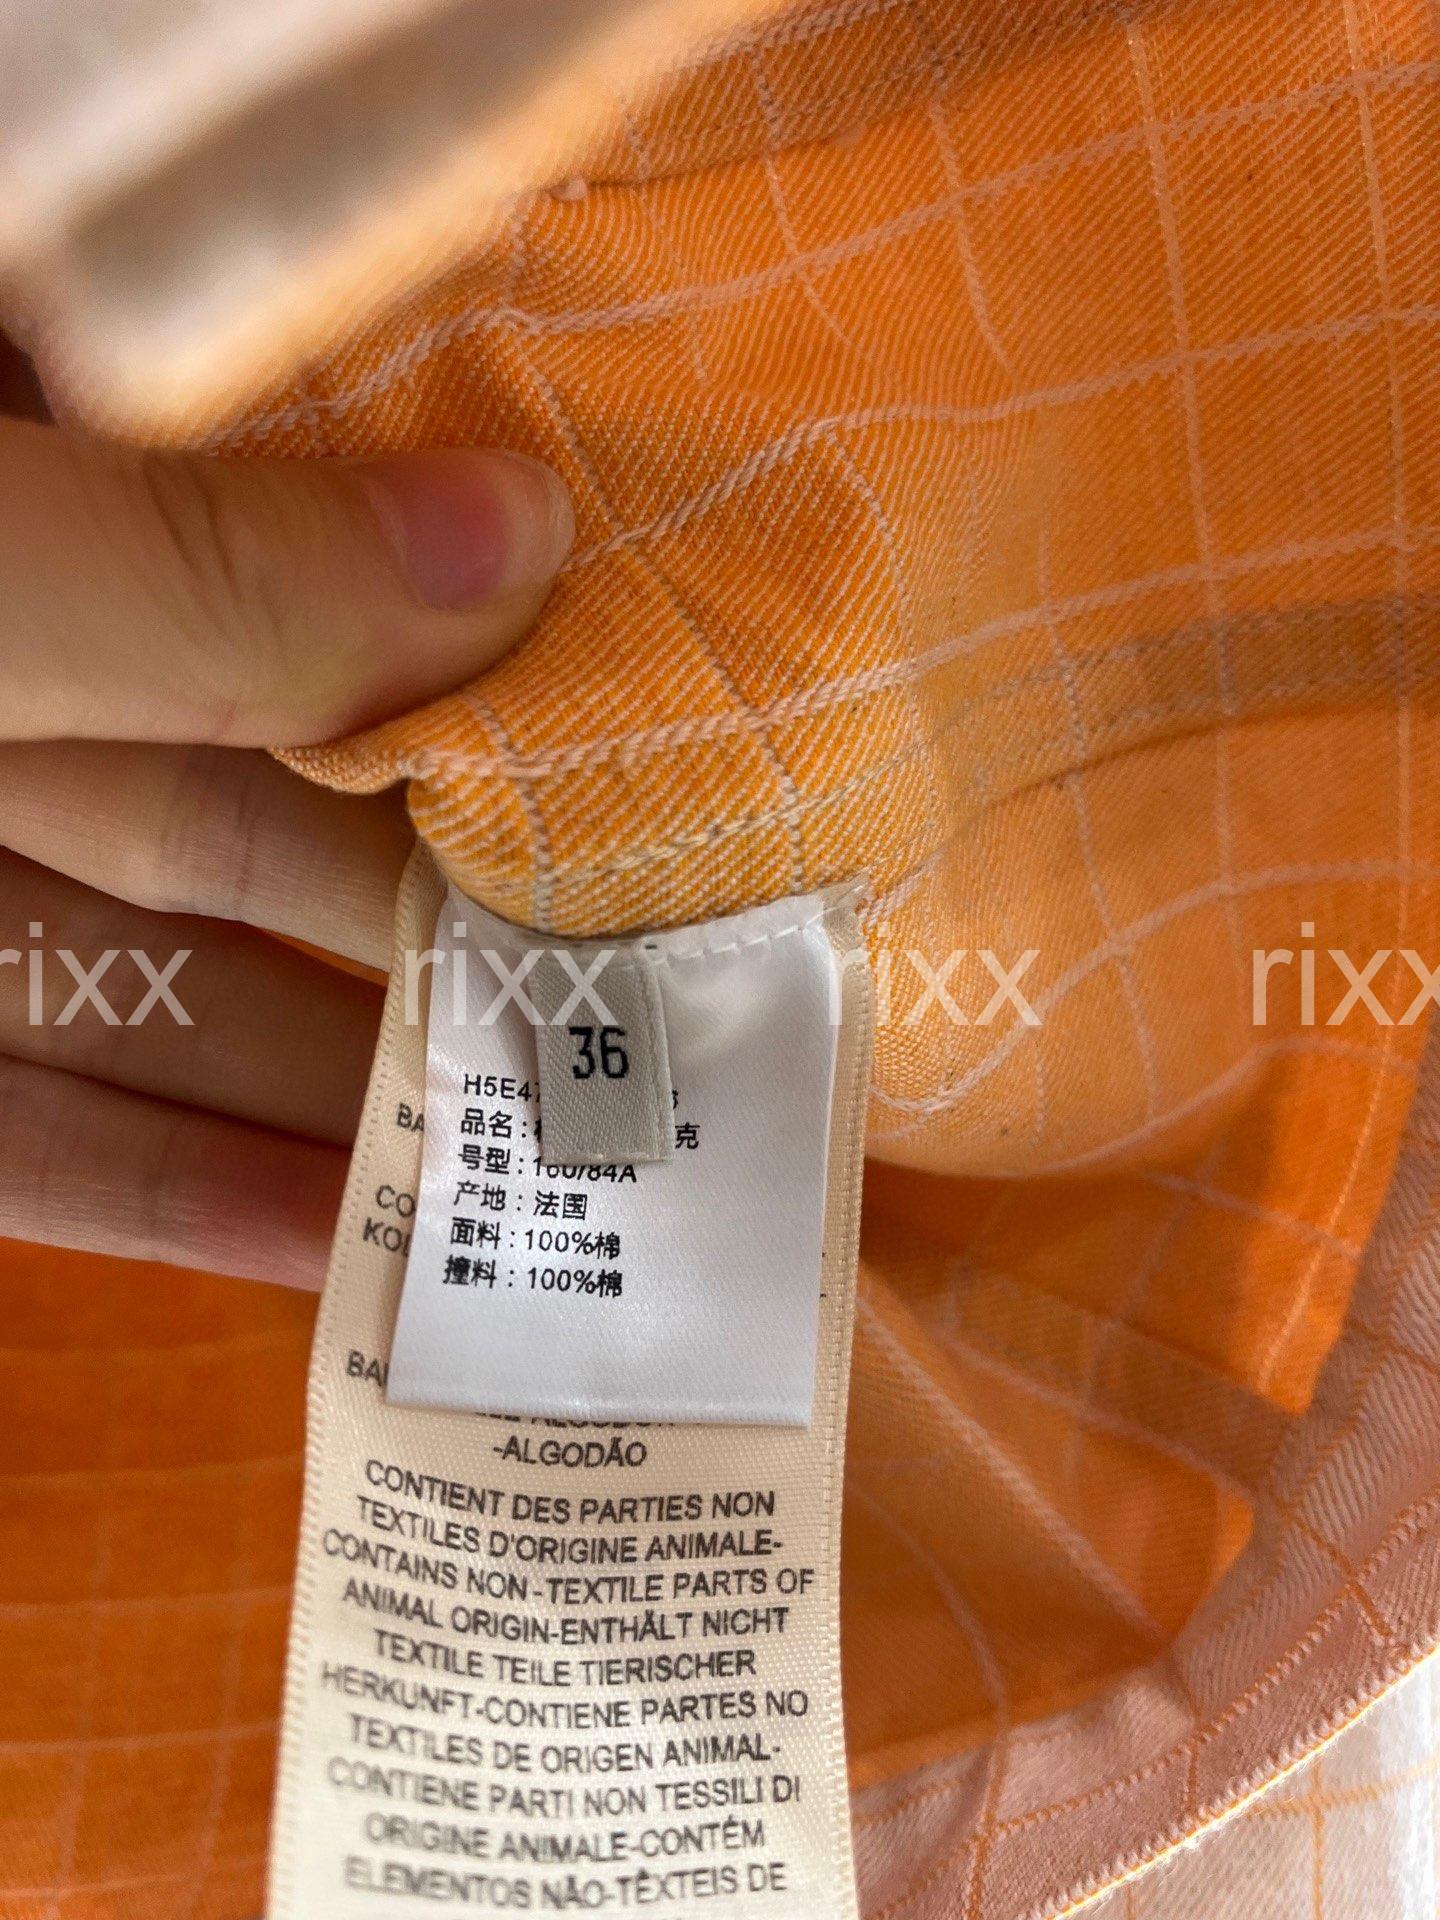 rixx rixx rixx rixx
36
H5E47
品名:
克
号型:160/84A
产地:法国
面料:100%棉
撞料:100%棉
-ALGODÃO
CONTIENT DES PARTIES NON
TEXTILES D'ORIGINE ANIMALE-
CONTAINS NON-TEXTILE PARTS OF
ANIMAL ORIGIN-ENTHÄLT NICHT
TEXTILE TEILE TIERISCHER
HERKUNFT-CONTIENE PARTES NO
TEXTILES DE ORIGEN ANIMAL-
CONTIENE PARTI NON TESSILI DI
ORIGINE ANIMALE-CONTÉM
ELEMENTOS NÃO-TÊXTEIS DE